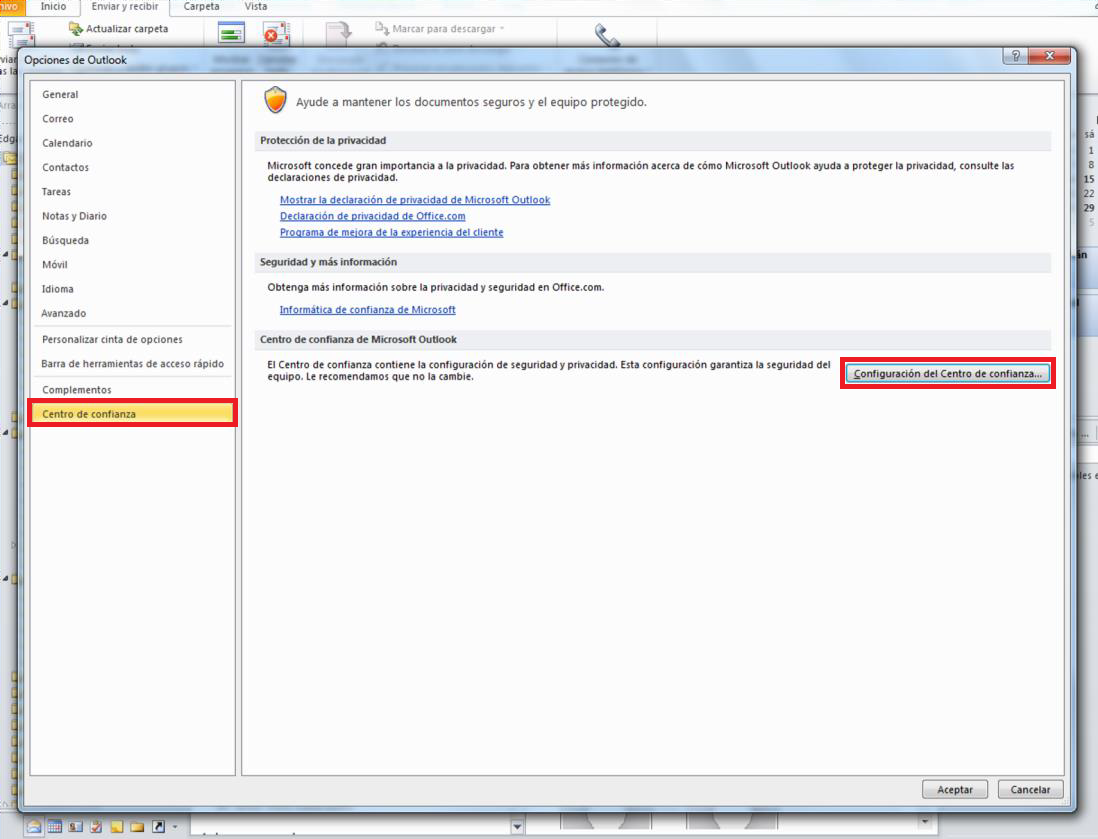 Inicio Enviar y recibir Carpeta Vista
Actualizar carpeta
Marcar para descargar
Opciones de Outlook
General
Correo
Calendario
Contactos
Tareas
Notas y Diario
Búsqueda
Móvil
Idioma
Avanzado
Personalizar cinta de opciones
Barra de herramientas de acceso rápido
Complementos
Centro de confianza
Ayude a mantener los documentos seguros y el equipo protegido.
Protección de la privacidad
Microsoft concede gran importancia a la privacidad. Para obtener más información acerca de cómo Microsoft Outlook ayuda a proteger la privacidad, consulte las
declaraciones de privacidad.
Mostrar la declaración de privacidad de Microsoft Outlook
Declaración de privacidad de Office.com
Programa de mejora de la experiencia del cliente
Seguridad y más información
Obtenga más información sobre la privacidad y seguridad en Office.com.
Informática de confianza de Microsoft
Centro de confianza de Microsoft Outlook
El Centro de confianza contiene la configuración de seguridad y privacidad. Esta configuración garantiza la seguridad del
equipo. Le recomendamos que no la cambie.
Configuración del Centro de confianza...
sá
1
8
15
22
29
5
Aceptar Cancelar